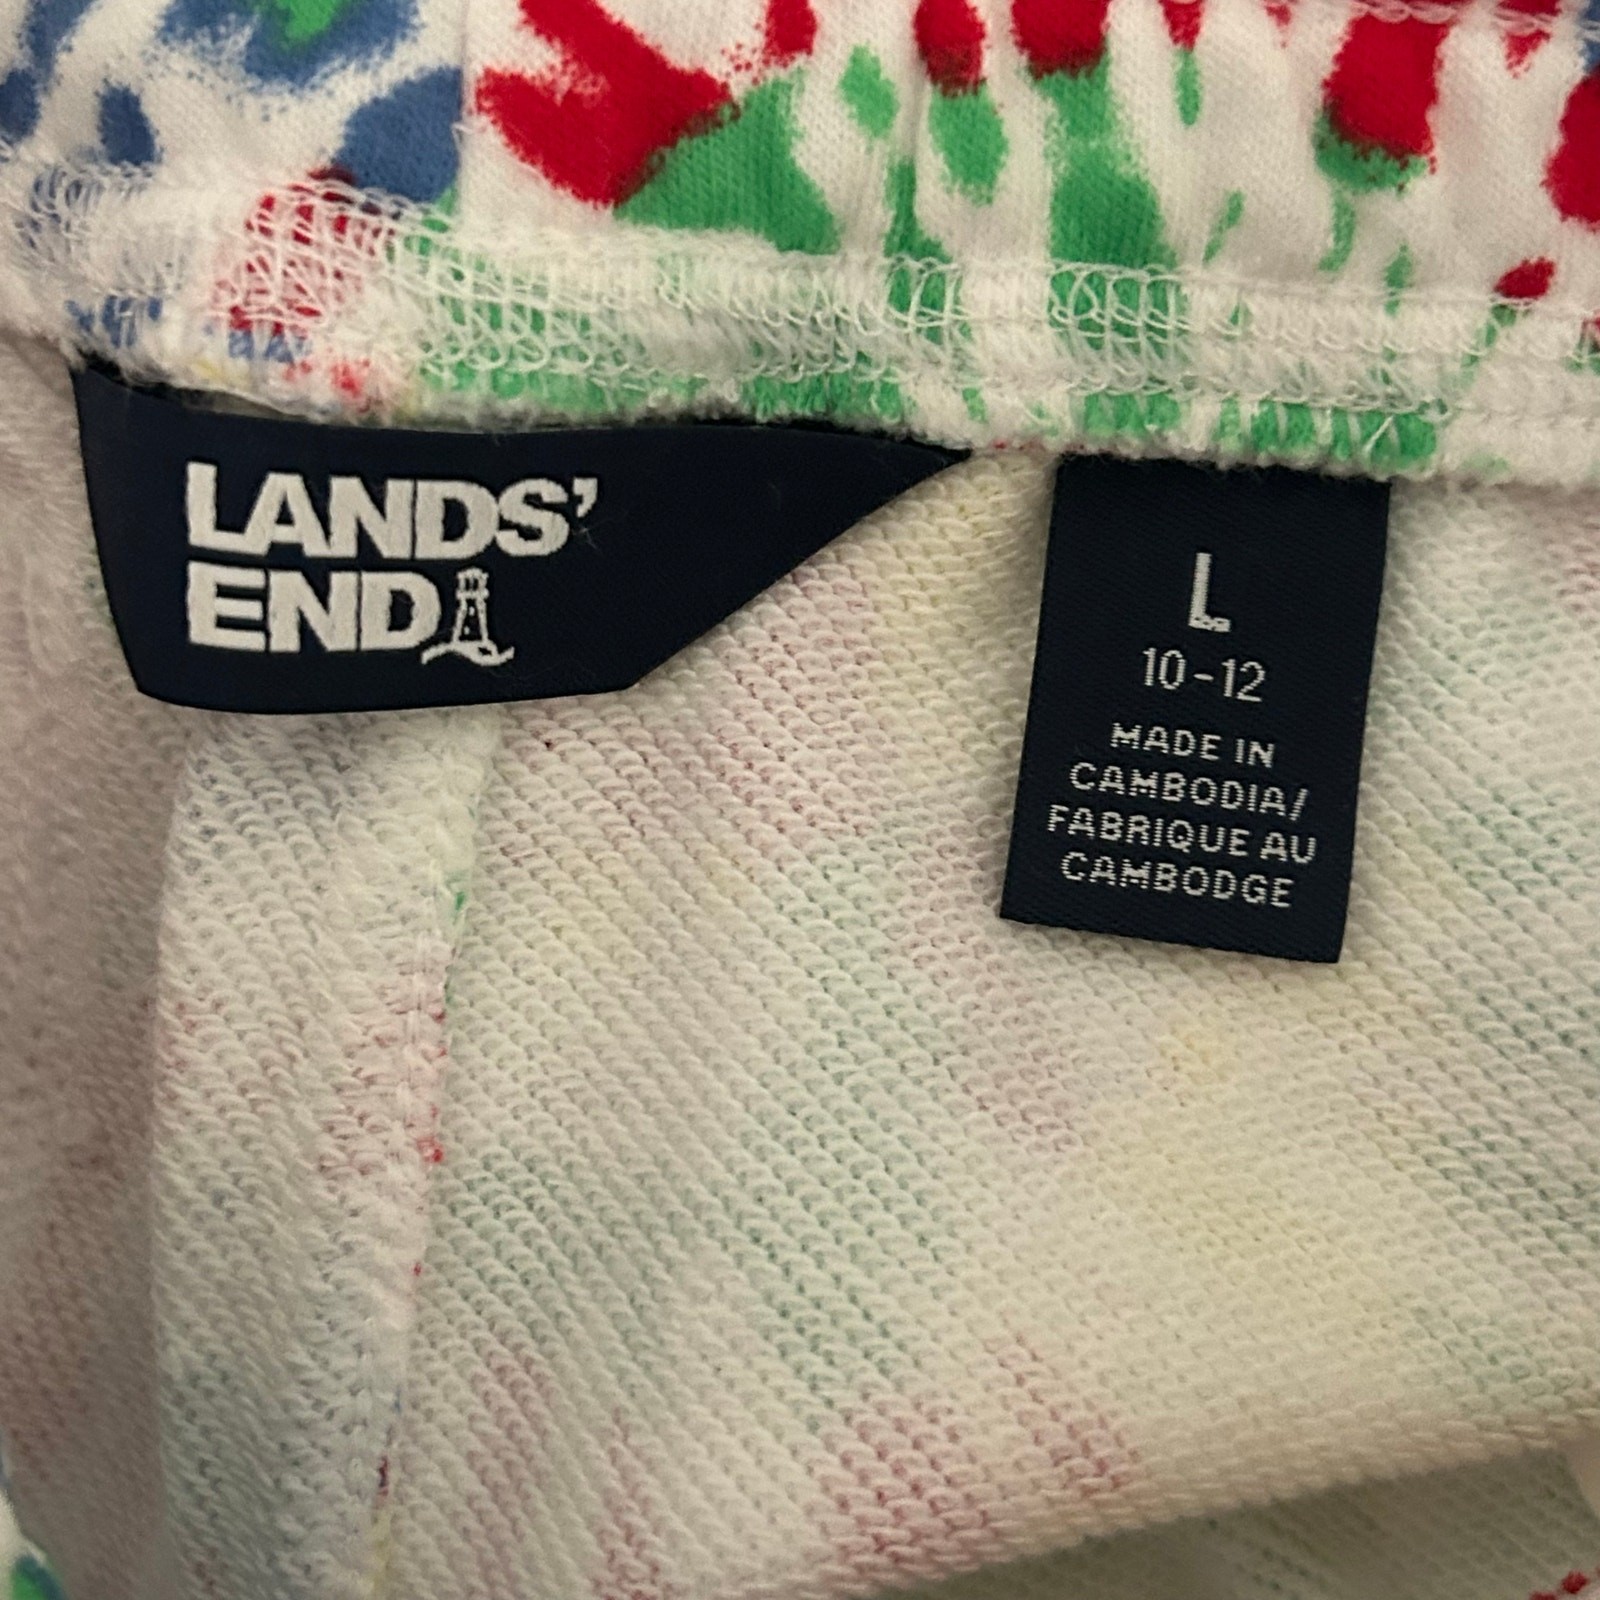 LANDS'
END
L
10-12
MADE IN
CAMBODIA/
FABRIQUE AU
CAMBODGE